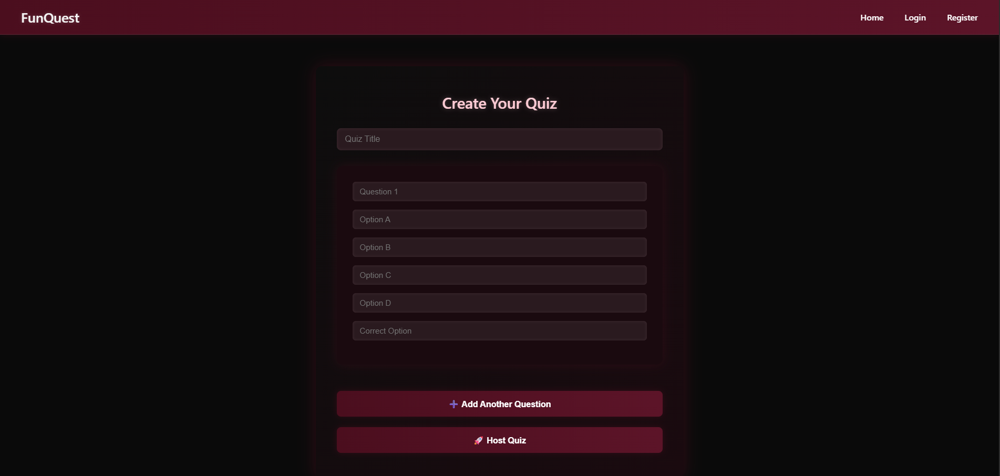 FunQuest
Home
Login
Register
Create Your Quiz
Quiz Title
Question 1
Option A
Option B
Option C
Option D
Correct Option
➕ Add Another Question
🚀 Host Quiz